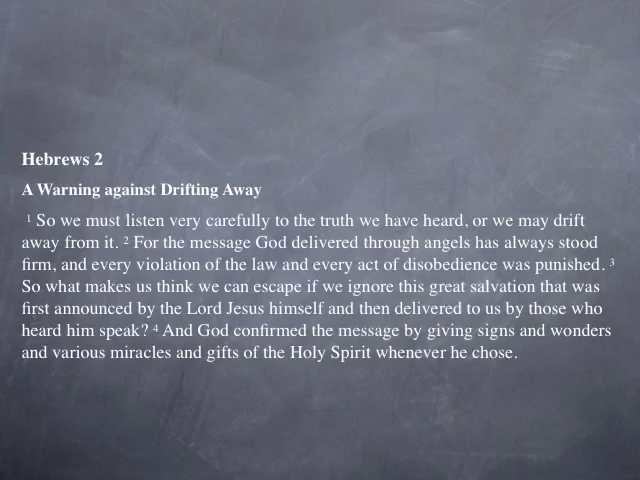 Hebrews 2
A Warning against Drifting Away
1 So we must listen very carefully to the truth we have heard, or we may drift
away from it. 2 For the message God delivered through angels has always stood
firm, and every violation of the law and every act of disobedience was punished. 3
So what makes us think we can escape if we ignore this great salvation that was
first announced by the Lord Jesus himself and then delivered to us by those who
heard him speak? 4 And God confirmed the message by giving signs and wonders
and various miracles and gifts of the Holy Spirit whenever he chose.